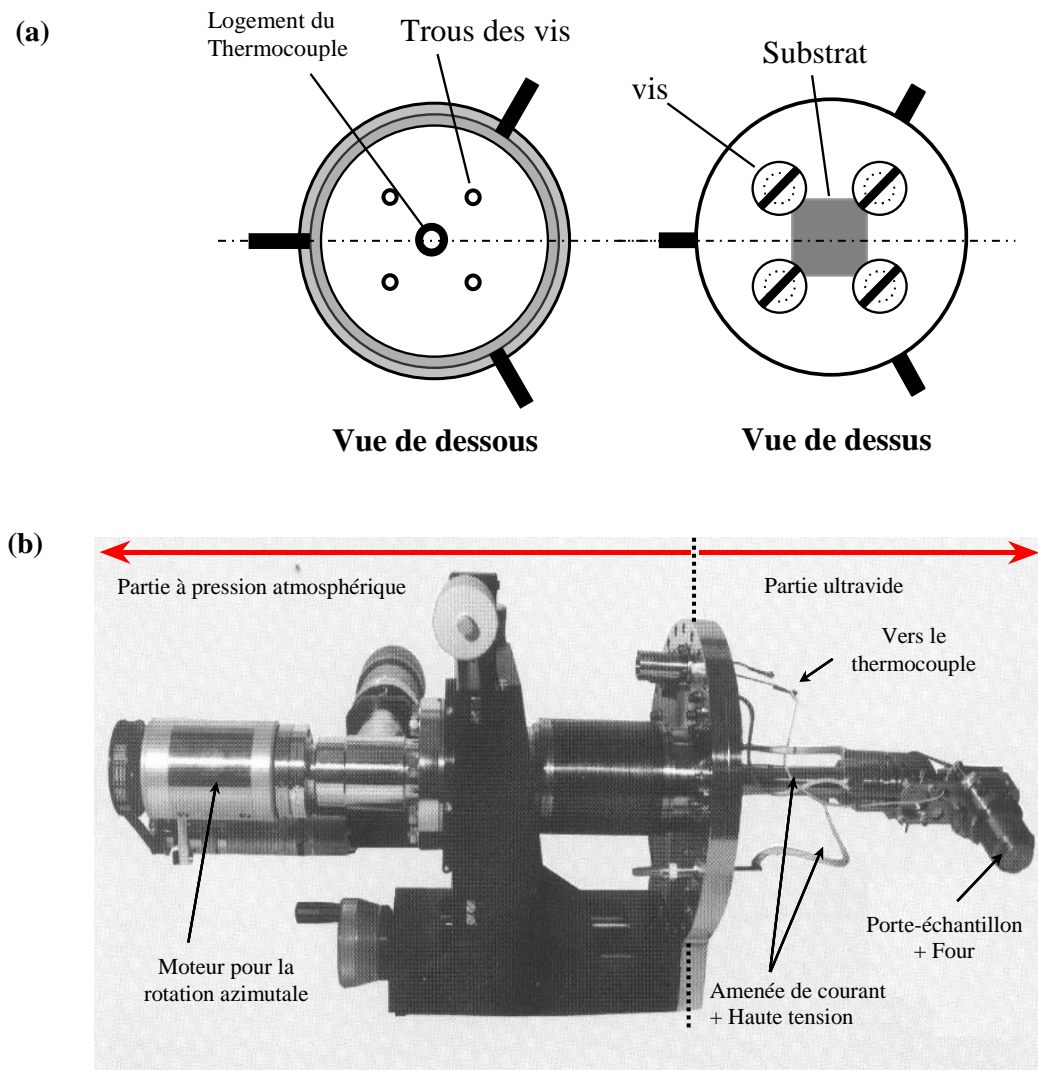 (a)
Logement du
Thermocouple
Trous des vis
Substrat
vis
Vue de dessous
Vue de dessus
(b)
Partie à pression atmosphérique
Partie ultravide
Vers le
thermocouple
Porte-échantillon
+ Four
Moteur pour la
rotation azimutale
Amenée de courant
+ Haute tension